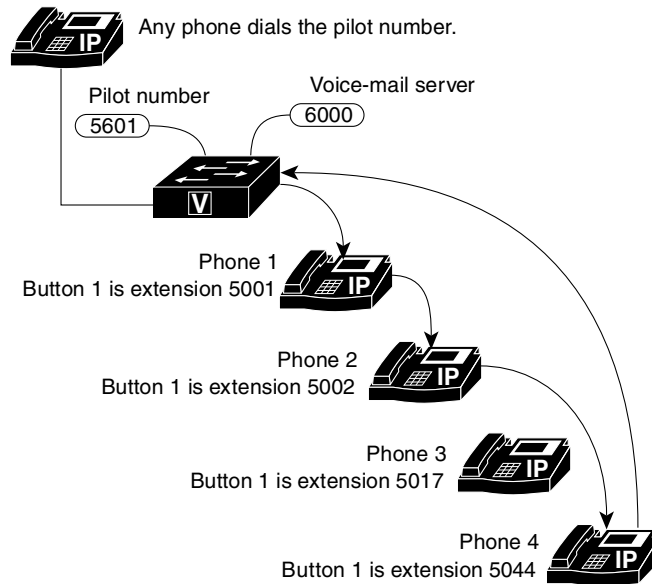 IP
Any phone dials the pilot number.
Pilot number
5601
Voice-mail server
6000
V
Phone 1
Button 1 is extension 5001
IP
Phone 2
Button 1 is extension 5002
IP
Phone 3
Button 1 is extension 5017
IP
Phone 4
Button 1 is extension 5044
IP